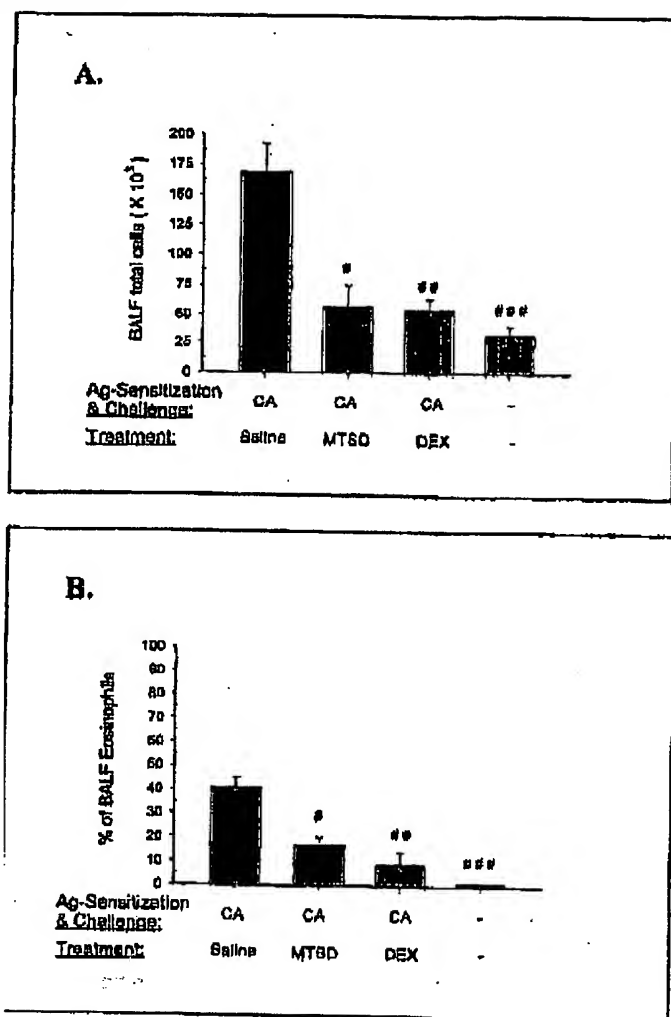 A.
BALF total cells (X 10³)
200
175
150
125
100
75
50
25
0
# ## ###
Ag-Sensitization
& Challenge:
CA CA CA -
Treatment: Saline MTSD DEX -
B.
% of BALF Eosinophils
100
90
80
70
60
50
40
30
20
10
0
# ## ###
Ag-Sensitization
& Challenge:
CA CA CA -
Treatment: Saline MTSD DEX -